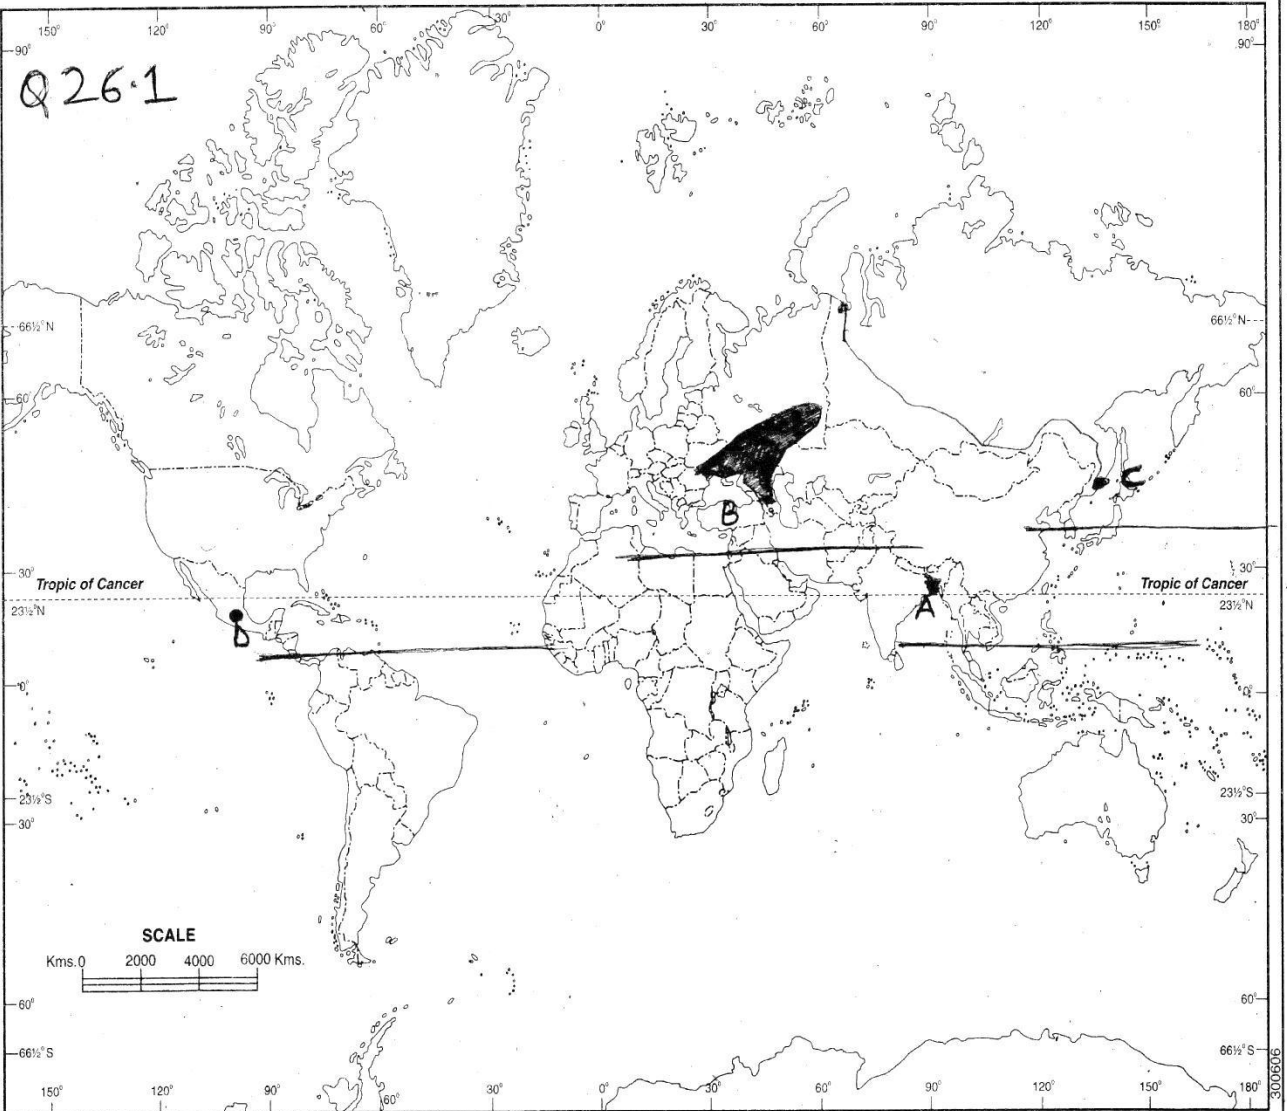 150° 120° 90° 60° 30° 0° 30° 60° 90° 120° 150° 180°
90° 90°
Q26.1
66½°N 66½°N
60° 60°
C
B
30° Tropic of Cancer Tropic of Cancer 30°
23½°N 23½°N
A
D
0° 0°
23½°S 23½°S
30° 30°
SCALE
Kms. 0 2000 4000 6000 Kms.
60° 60°
66½°S 66½°S
150° 120° 90° 60° 30° 0° 30° 60° 90° 120° 150° 180°
300606